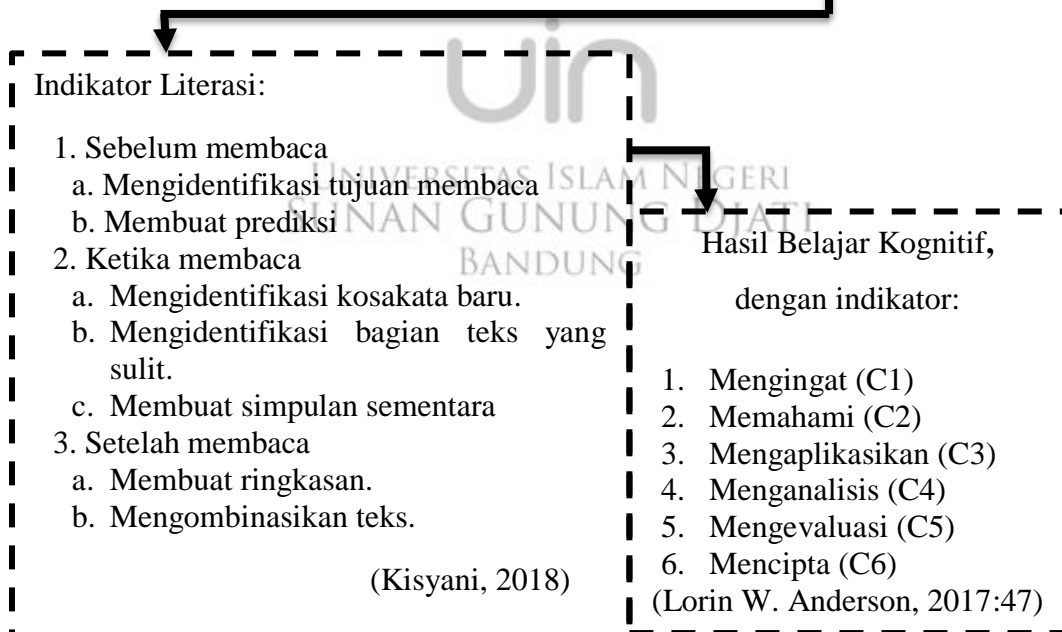 Indikator Literasi:
1. Sebelum membaca
a. Mengidentifikasi tujuan membaca
b. Membuat prediksi
2. Ketika membaca
a. Mengidentifikasi kosakata baru.
b. Mengidentifikasi bagian teks yang
sulit.
c. Membuat simpulan sementara
3. Setelah membaca
a. Membuat ringkasan.
b. Mengombinasikan teks.
(Kisyani, 2018)
uin
UNIVERSITAS ISLAM NEGERI
SUNAN GUNUNG DJATI
BANDUNG
Hasil Belajar Kognitif,
dengan indikator:
1. Mengingat (C1)
2. Memahami (C2)
3. Mengaplikasikan (C3)
4. Menganalisis (C4)
5. Mengevaluasi (C5)
6. Mencipta (C6)
(Lorin W. Anderson, 2017:47)